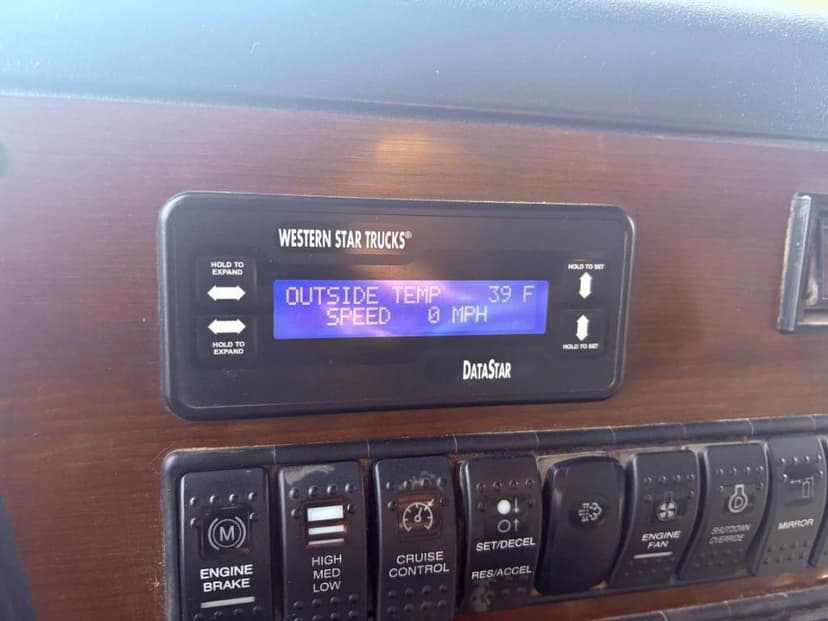 WESTERN STAR TRUCKS®
HOLD TO
EXPAND
HOLD TO SET
OUTSIDE TEMP 39 F
SPEED 0 MPH
HOLD TO
EXPAND
HOLD TO SET
DATASTAR
M
ENGINE
BRAKE
HIGH
MED
LOW
CRUISE
CONTROL
SET/DECEL
RES/ACCEL
ENGINE
FAN
SHUTDOWN
OVERRIDE
MIRROR